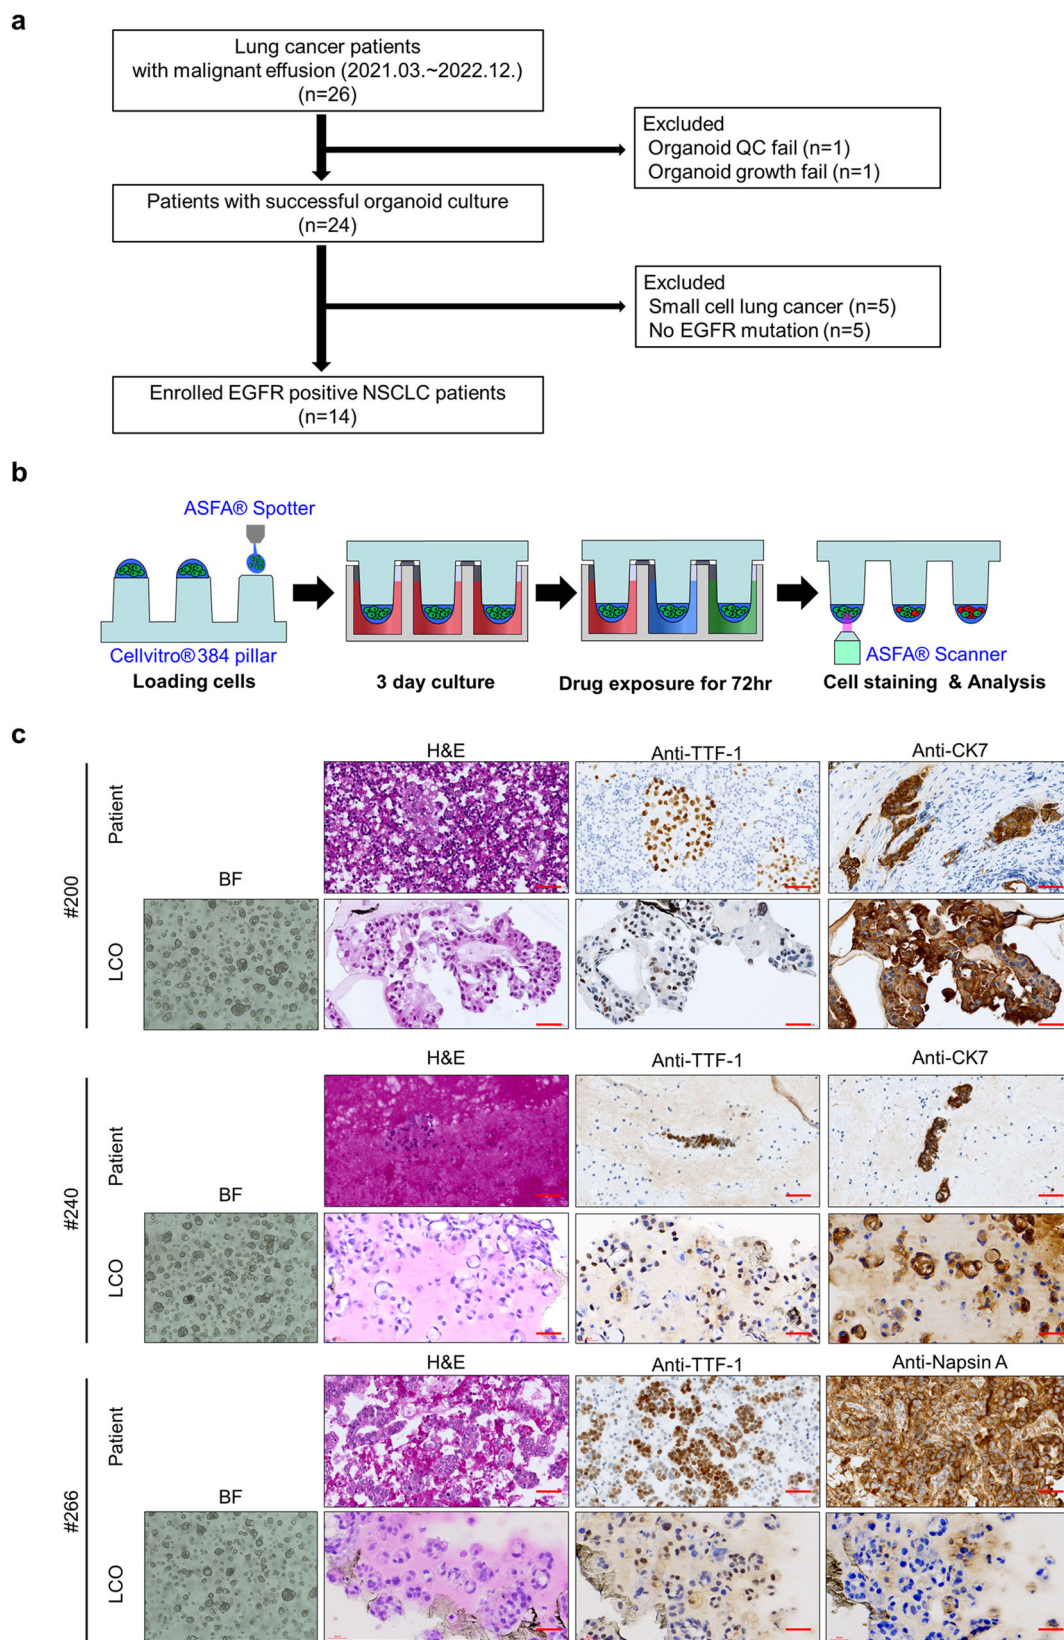 a
Lung cancer patients
with malignant effusion (2021.03.~2022.12.)
(n=26)
Excluded
Organoid QC fail (n=1)
Organoid growth fail (n=1)
Patients with successful organoid culture
(n=24)
Excluded
Small cell lung cancer (n=5)
No EGFR mutation (n=5)
Enrolled EGFR positive NSCLC patients
(n=14)
b
ASFA® Spotter
Cellvitro®384 pillar
ASFA® Scanner
Loading cells
3 day culture
Drug exposure for 72hr
Cell staining & Analysis
c
H&E
Anti-TTF-1
Anti-CK7
#200
Patient
BF
LCO
H&E
Anti-TTF-1
Anti-CK7
#240
Patient
BF
LCO
H&E
Anti-TTF-1
Anti-Napsin A
#266
Patient
BF
LCO